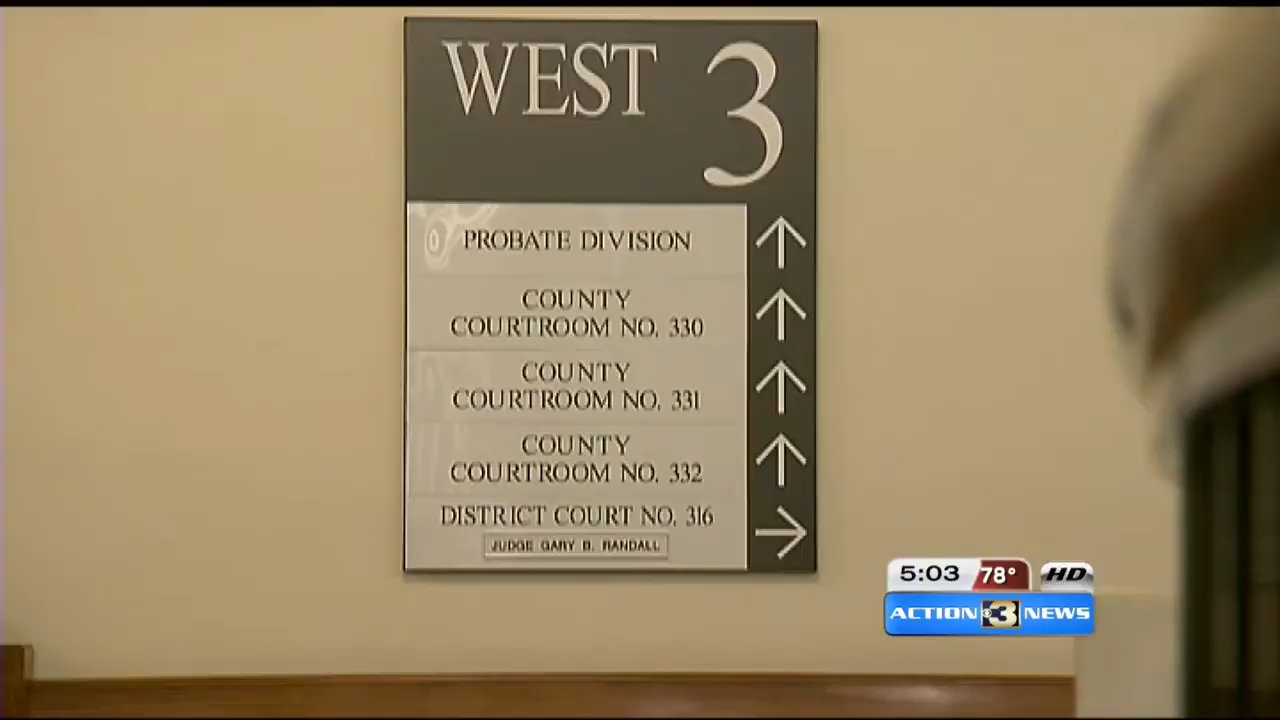 WEST 3
PROBATE DIVISION
COUNTY
COURTROOM NO. 330
COUNTY
COURTROOM NO. 331
COUNTY
COURTROOM NO. 332
DISTRICT COURT NO. 316
JUDGE GARY B. RANDALL
5:03 78° HD
ACTION 3 NEWS